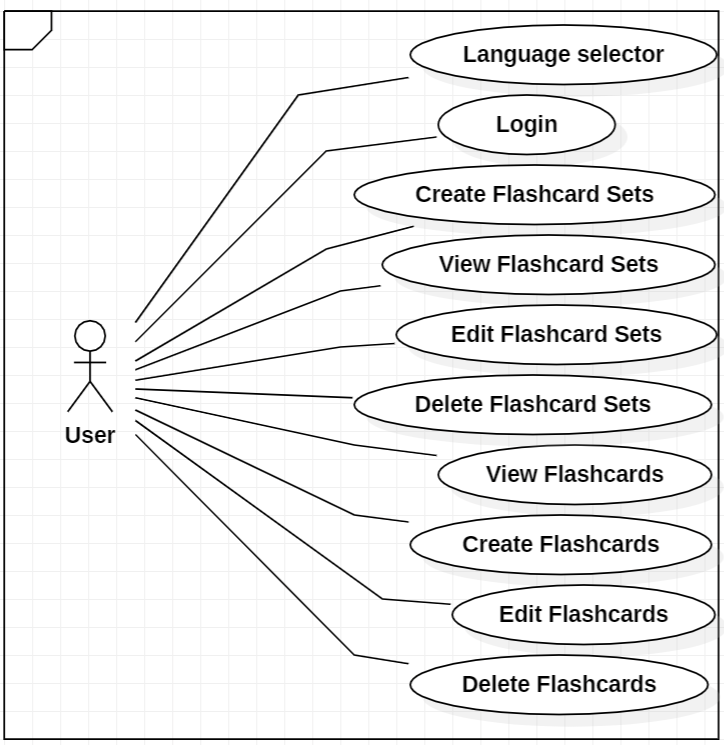 Language selector
Login
Create Flashcard Sets
View Flashcard Sets
Edit Flashcard Sets
Delete Flashcard Sets
User
View Flashcards
Create Flashcards
Edit Flashcards
Delete Flashcards